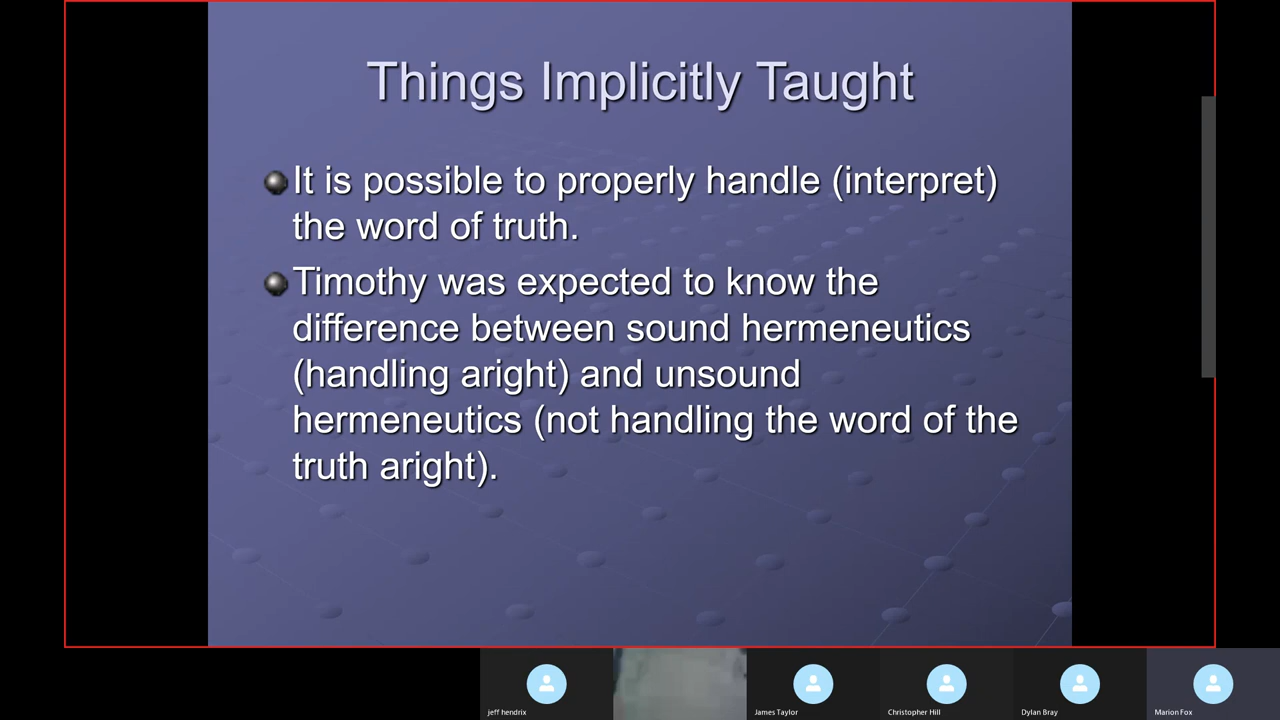 Things Implicitly Taught
It is possible to properly handle (interpret)
the word of truth.
Timothy was expected to know the
difference between sound hermeneutics
(handling aright) and unsound
hermeneutics (not handling the word of the
truth aright).
jeff hendrix
James Taylor
Christopher Hill
Dylan Bray
Marion Fox